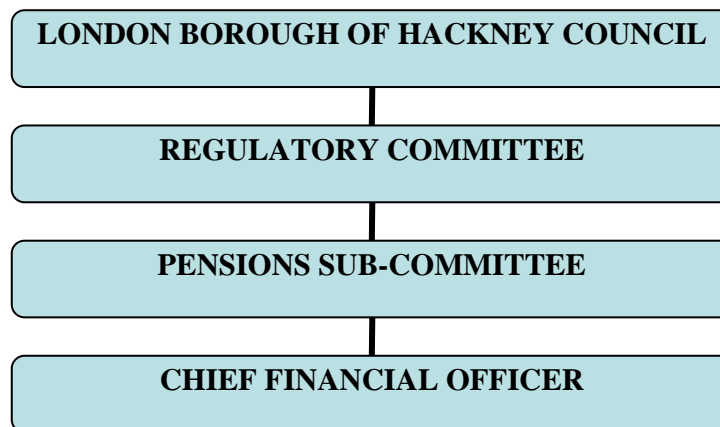 LONDON BOROUGH OF HACKNEY COUNCIL
REGULATORY COMMITTEE
PENSIONS SUB-COMMITTEE
CHIEF FINANCIAL OFFICER